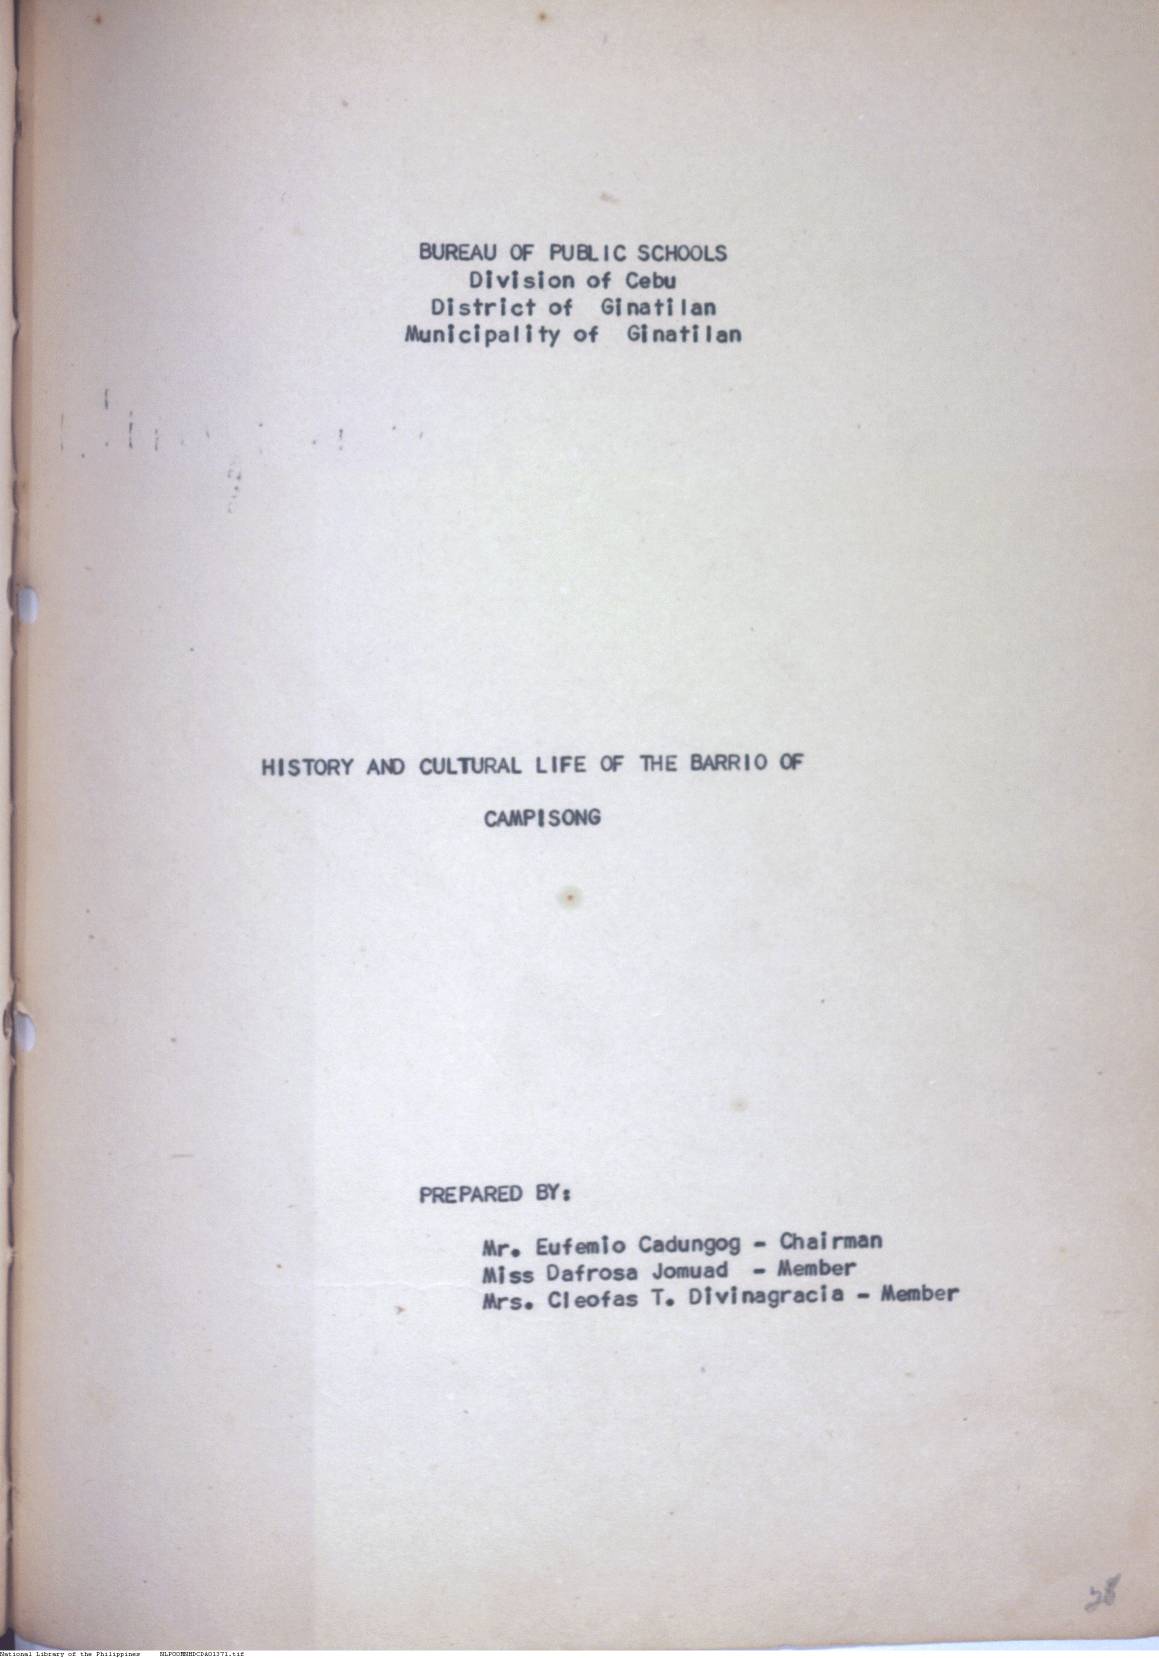 BUREAU OF PUBLIC SCHOOLS
Division of Cebu
District of Ginatilan
Municipality of Ginatilan
HISTORY AND CULTURAL LIFE OF THE BARRIO OF
CAMPISONG
PREPARED BY:
Mr. Eufemio Cadungog - Chairman
Miss Dafrosa Jomuad - Member
Mrs. Cleofas T. Divinagracia - Member
National Library of the Philippines